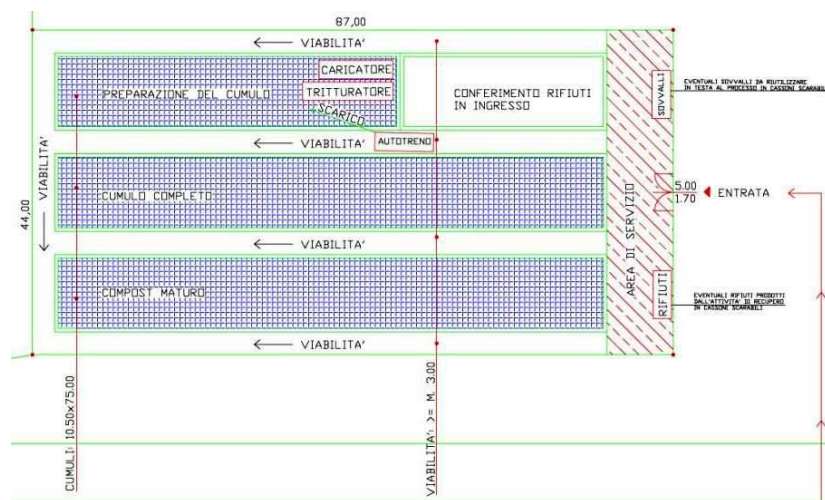 87,00
VIABILITA'
CARICATORE
PREPARAZIONE DEL CUMULO
TRITTURATORE
SCARICO
CONFERIMENTO RIFIUTI
IN INGRESSO
SOVVALLI
EVENTUALI SOVVALLI DA RIUTILIZZARE
IN TESTA AL PROCESSO IN CASSONI SCARABILI
VIABILITA'
AUTOTRENO
VIABILITA'
44,00
CUMULO COMPLETO
AREA DI SERVIZIO
5.00
1.70
ENTRATA
VIABILITA'
COMPOST MATURO
RIFIUTI
EVENTUALI RIFIUTI PRODOTTI
DALL'ATTIVITA' DI RECUPERO
IN CASSONI SCARABILI
VIABILITA'
CUMULI: 10.50x75.00
VIABILITA': >= M. 3.00